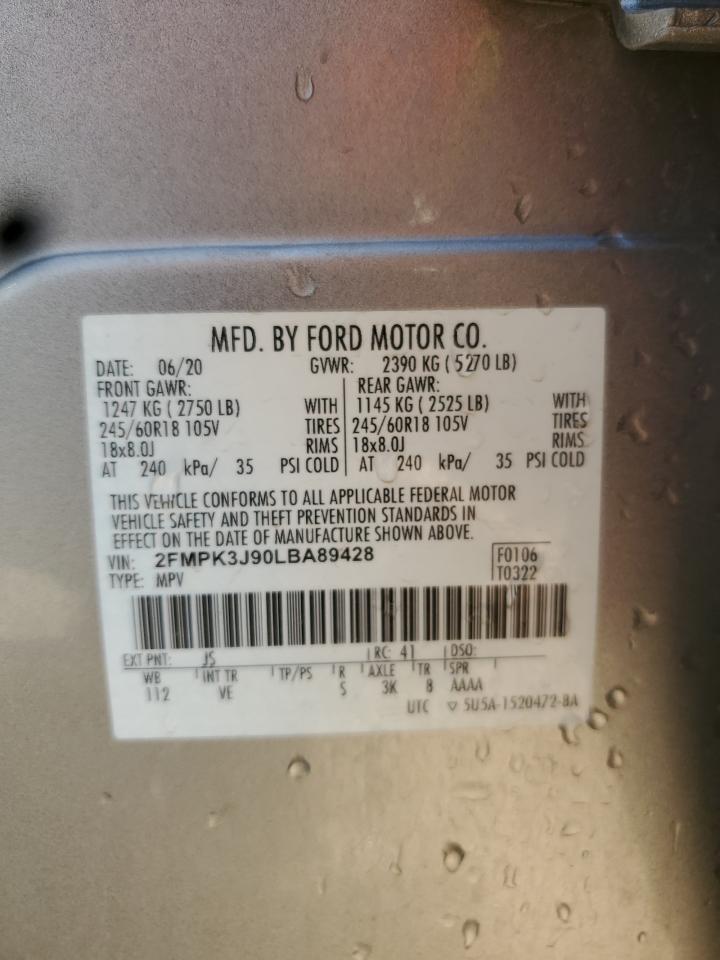 MFD. BY FORD MOTOR CO.
DATE: 06/20 GVWR: 2390 KG ( 5270 LB)
FRONT GAWR: REAR GAWR:
1247 KG ( 2750 LB) WITH 1145 KG ( 2525 LB) WITH
245/60R18 105V TIRES 245/60R18 105V TIRES
18x8.0J RIMS 18x8.0J RIMS
AT 240 kPa/ 35 PSI COLD AT 240 kPa/ 35 PSI COLD
THIS VEHICLE CONFORMS TO ALL APPLICABLE FEDERAL MOTOR
VEHICLE SAFETY AND THEFT PREVENTION STANDARDS IN
EFFECT ON THE DATE OF MANUFACTURE SHOWN ABOVE.
VIN: 2FMPK3J90LBA89428 F0106
TYPE: MPV T0322
EXT PNT: JS RC: 41 DSO:
WB INT TR TP/PS R AXLE TR SPR
112 VE S 3K 8 AAAA
UTC ▽ 5U5A-1520472-BA